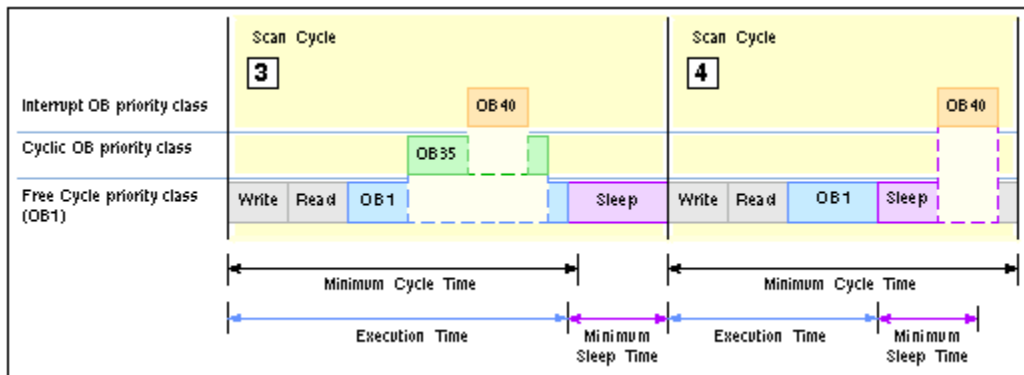 Scan Cycle
Scan Cycle
3
4
Interrupt OB priority class
OB40
OB40
Cyclic OB priority class
OB35
Free Cycle priority class
(OB1)
Write
Read
OB1
Sleep
Write
Read
OB1
Sleep
Minimum Cycle Time
Minimum Cycle Time
Execution Time
Minimum
Sleep Time
Execution Time
Minimum
Sleep Time